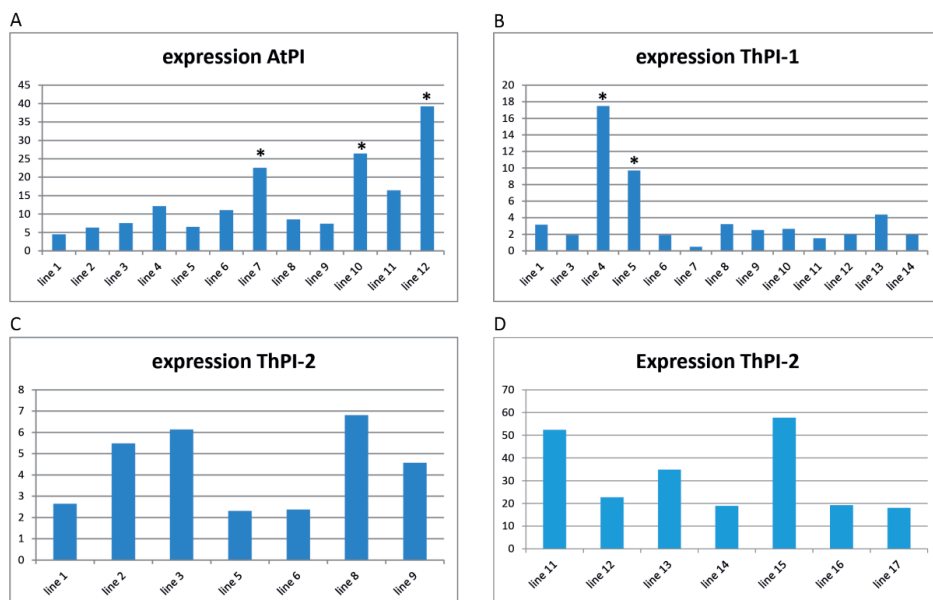 A
expression AtPI
45
40
35
30
25
20
15
10
5
0
*
*
*
line 1
line 2
line 3
line 4
line 5
line 6
line 7
line 8
line 9
line 10
line 11
line 12
B
expression ThPI-1
20
18
16
14
12
10
8
6
4
2
0
*
*
line 1
line 3
line 4
line 5
line 6
line 7
line 8
line 9
line 10
line 11
line 12
line 13
line 14
C
expression ThPI-2
8
7
6
5
4
3
2
1
0
line 1
line 2
line 3
line 5
line 6
line 8
line 9
D
Expression ThPI-2
70
60
50
40
30
20
10
0
line 11
line 12
line 13
line 14
line 15
line 16
line 17